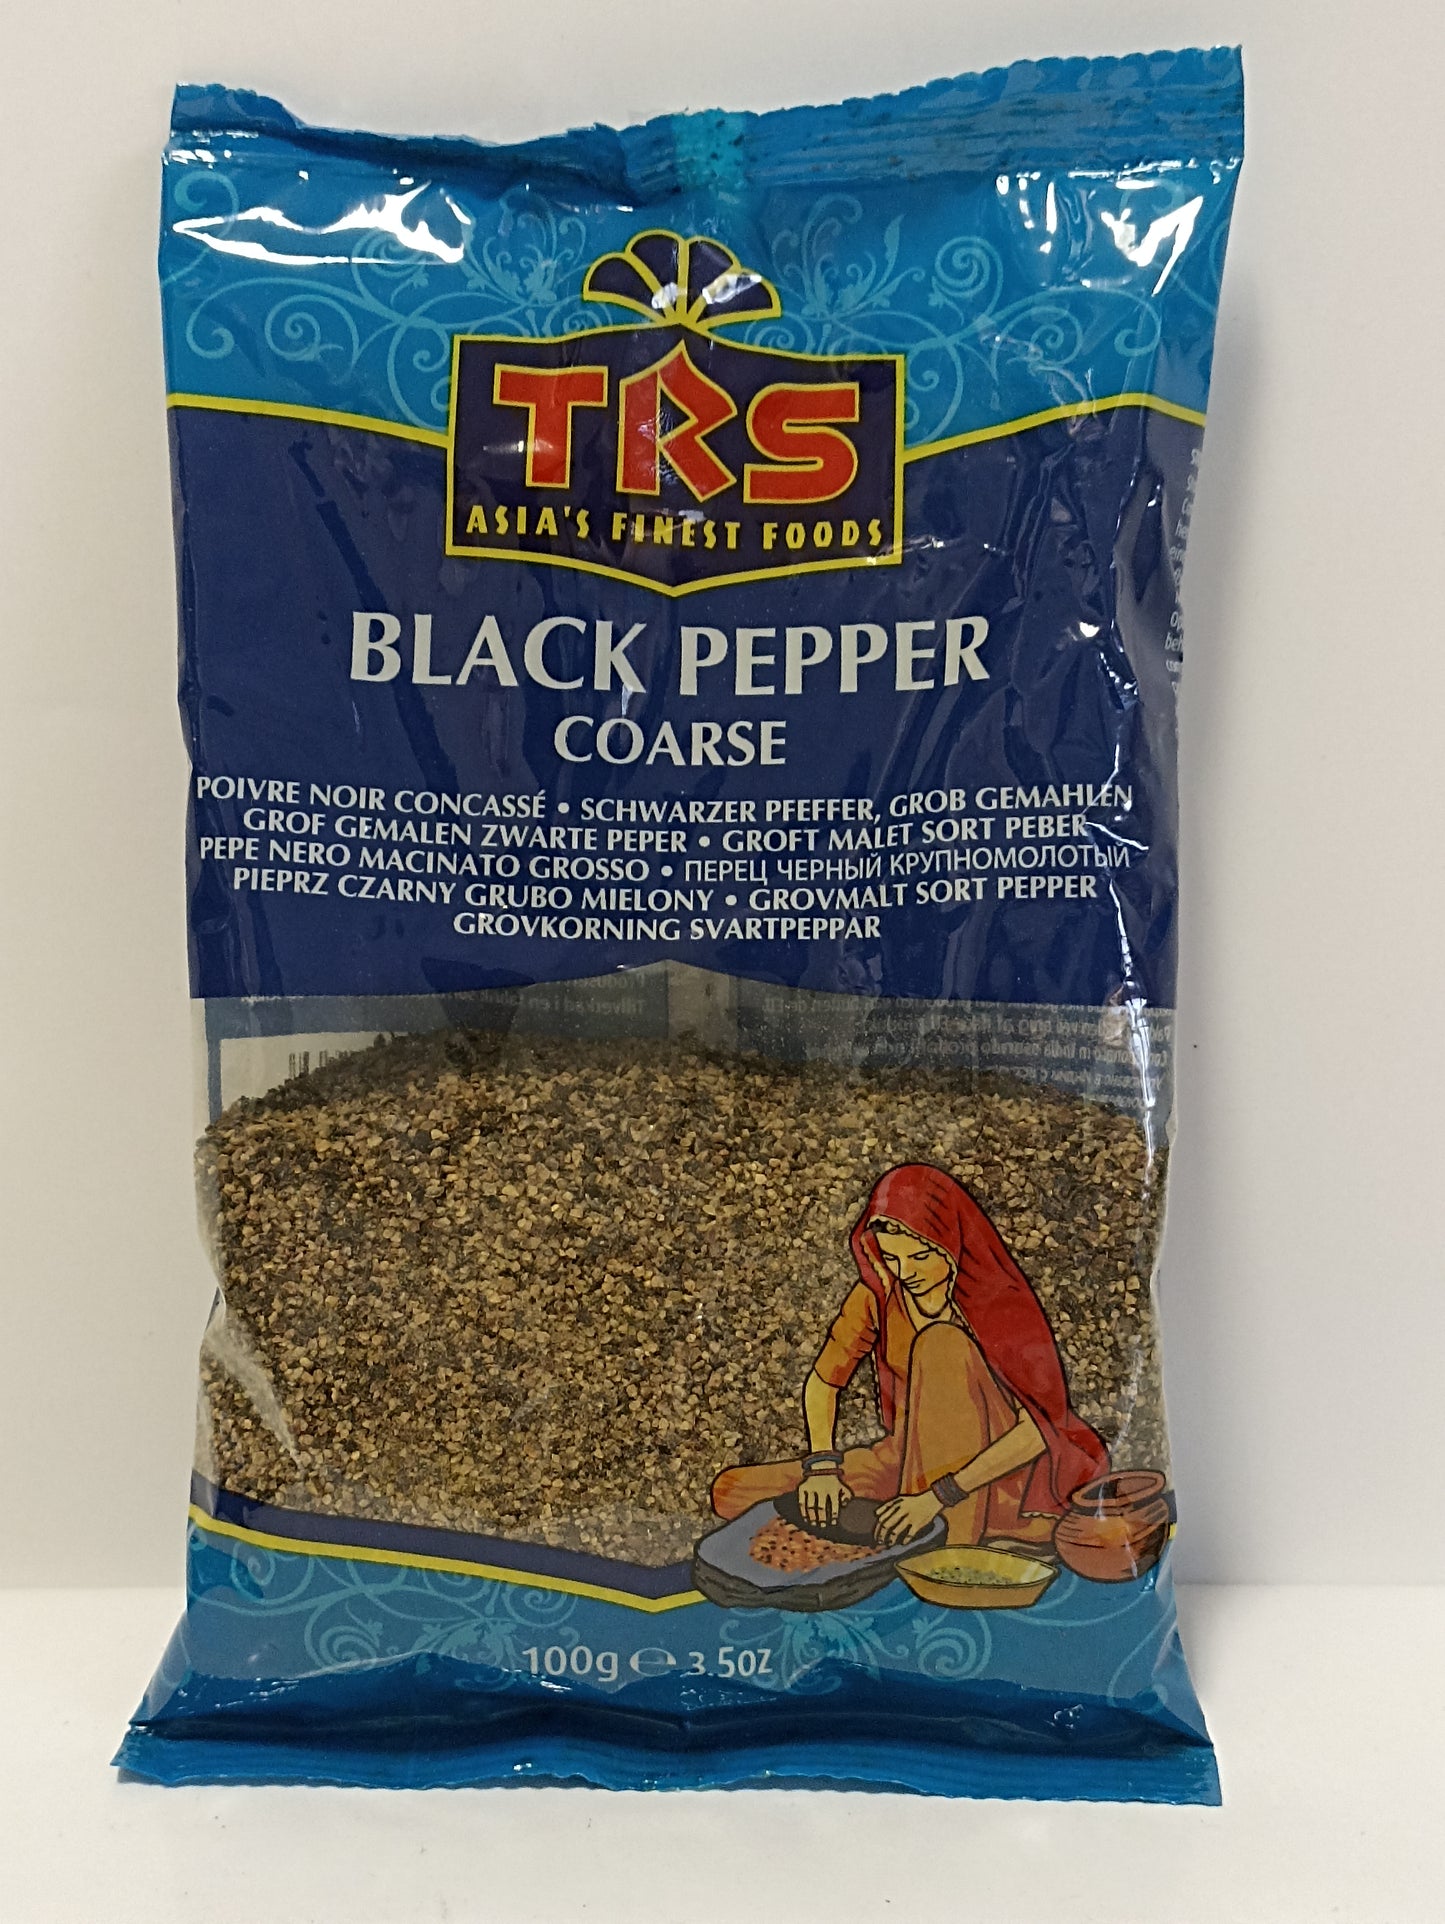 TRS
ASIA'S FINEST FOODS
BLACK PEPPER
COARSE
POIVRE NOIR CONCASSÉ • SCHWARZER PFEFFER, GROB GEMAHLEN
GROF GEMALEN ZWARTE PEPER • GROFT MALET SORT PEBER
PEPE NERO MACINATO GROSSO • ПЕРЕЦ ЧЕРНЫЙ КРУПНОМОЛОТЫЙ
PIEPRZ CZARNY GRUBO MIELONY • GROVMALT SORT PEPPER
GROVKORNING SVARTPEPPAR
100g ℮ 3.5oz